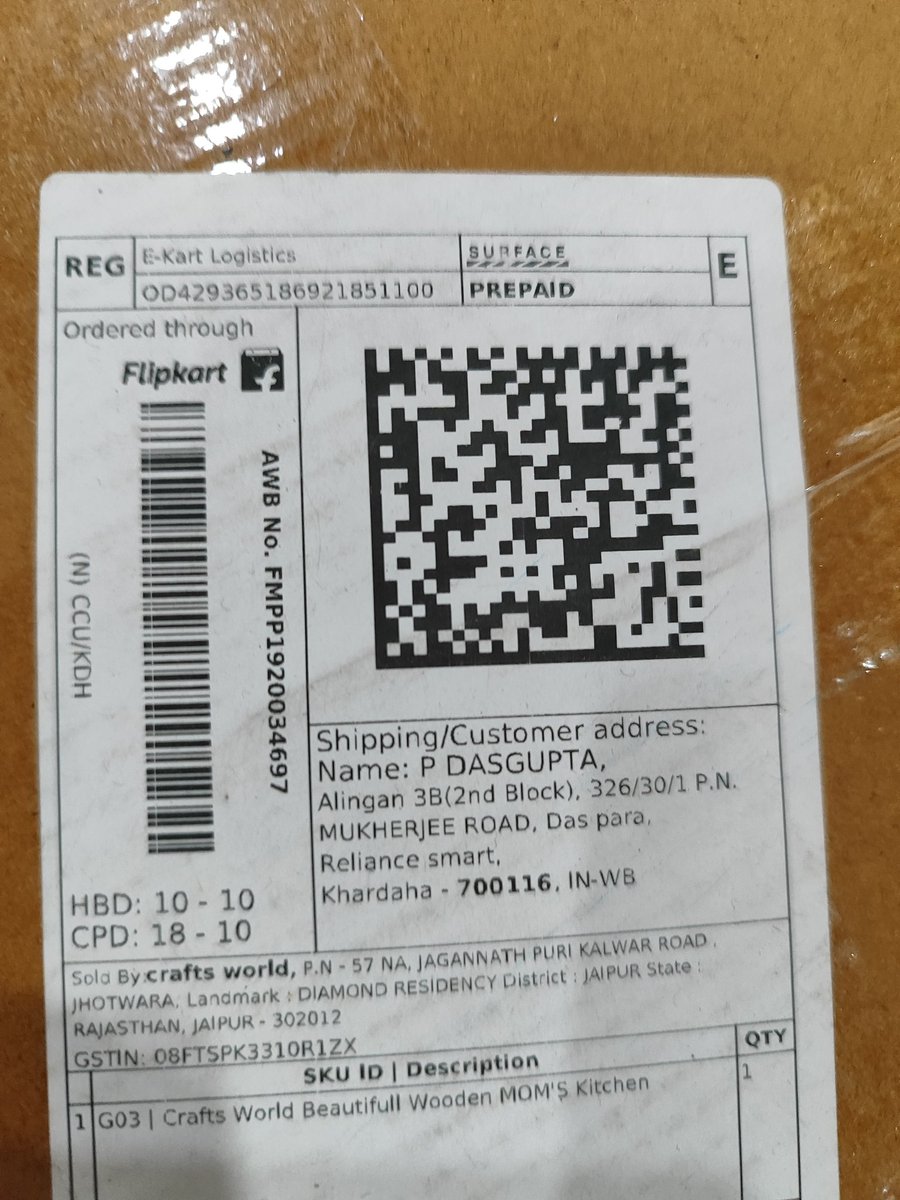 REG
E-Kart Logistics
SURFACE
E
OD429365186921851100
PREPAID
Ordered through
Flipkart
AWB No. FMPP1920034697
(N) CCU/KDH
HBD: 10 - 10
CPD: 18 - 10
Shipping/Customer address:
Name: P DASGUPTA,
Alingan 3B(2nd Block), 326/30/1 P.N.
MUKHERJEE ROAD, Das para,
Reliance smart,
Khardaha - 700116, IN-WB
Sold By:crafts world, P.N - 57 NA, JAGANNATH PURI KALWAR ROAD ,
JHOTWARA, Landmark : DIAMOND RESIDENCY District : JAIPUR State :
RAJASTHAN, JAIPUR - 302012
GSTIN: 08FTSPK3310R1ZX
SKU ID | Description
QTY
1 G03 | Crafts World Beautifull Wooden MOM'S Kitchen
1